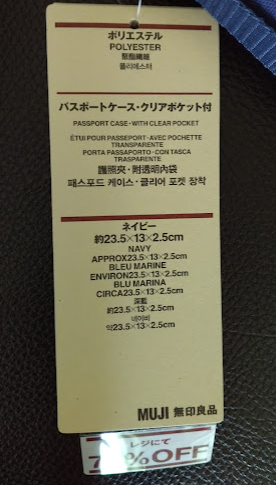 ポリエステル
POLYESTER
聚酯纖維
폴리에스터
パスポートケース・クリアポケット付
PASSPORT CASE・WITH CLEAR POCKET
ÉTUI POUR PASSEPORT・AVEC POCHETTE
TRANSPARENTE
PORTA PASSAPORTO・CON TASCA
TRASPARENTE
護照夾・附透明內袋
패스포드 케이스・클리어 포켓 장착
ネイビー
約23.5×13×2.5cm
NAVY
APPROX23.5×13×2.5cm
BLEU MARINE
ENVIRON23.5×13×2.5cm
BLU MARINA
CIRCA23.5×13×2.5cm
深藍
約23.5×13×2.5cm
네이비
약23.5×13×2.5cm
MUJI 無印良品
レジにて
OFF